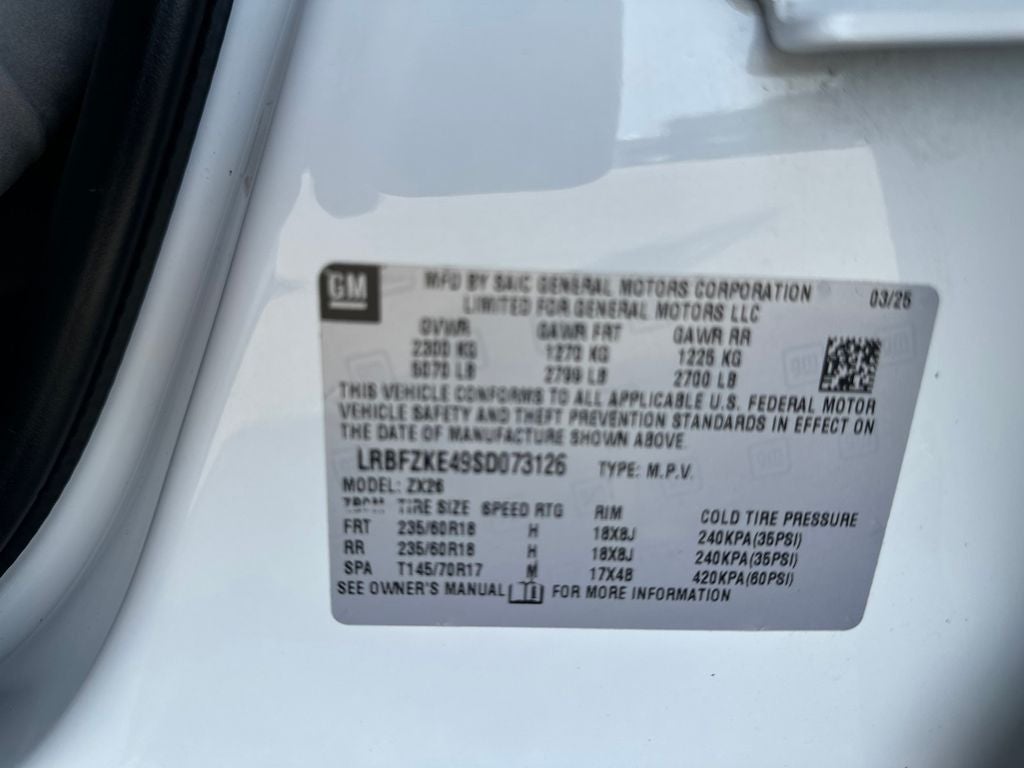 GM
MFD BY SAIC GENERAL MOTORS CORPORATION 03/25
LIMITED FOR GENERAL MOTORS LLC
GVWR GAWR FRT GAWR RR
2300 KG 1270 KG 1225 KG
5070 LB 2799 LB 2700 LB
THIS VEHICLE CONFORMS TO ALL APPLICABLE U.S. FEDERAL MOTOR
VEHICLE SAFETY AND THEFT PREVENTION STANDARDS IN EFFECT ON
THE DATE OF MANUFACTURE SHOWN ABOVE.
LRBFZKE49SD073126 TYPE: M.P.V.
MODEL: ZX26
TIRE SIZE SPEED RTG RIM COLD TIRE PRESSURE
FRT 235/60R18 H 18X8J 240KPA(35PSI)
RR 235/60R18 H 18X8J 240KPA(35PSI)
SPA T145/70R17 M 17X4B 420KPA(60PSI)
SEE OWNER'S MANUAL FOR MORE INFORMATION